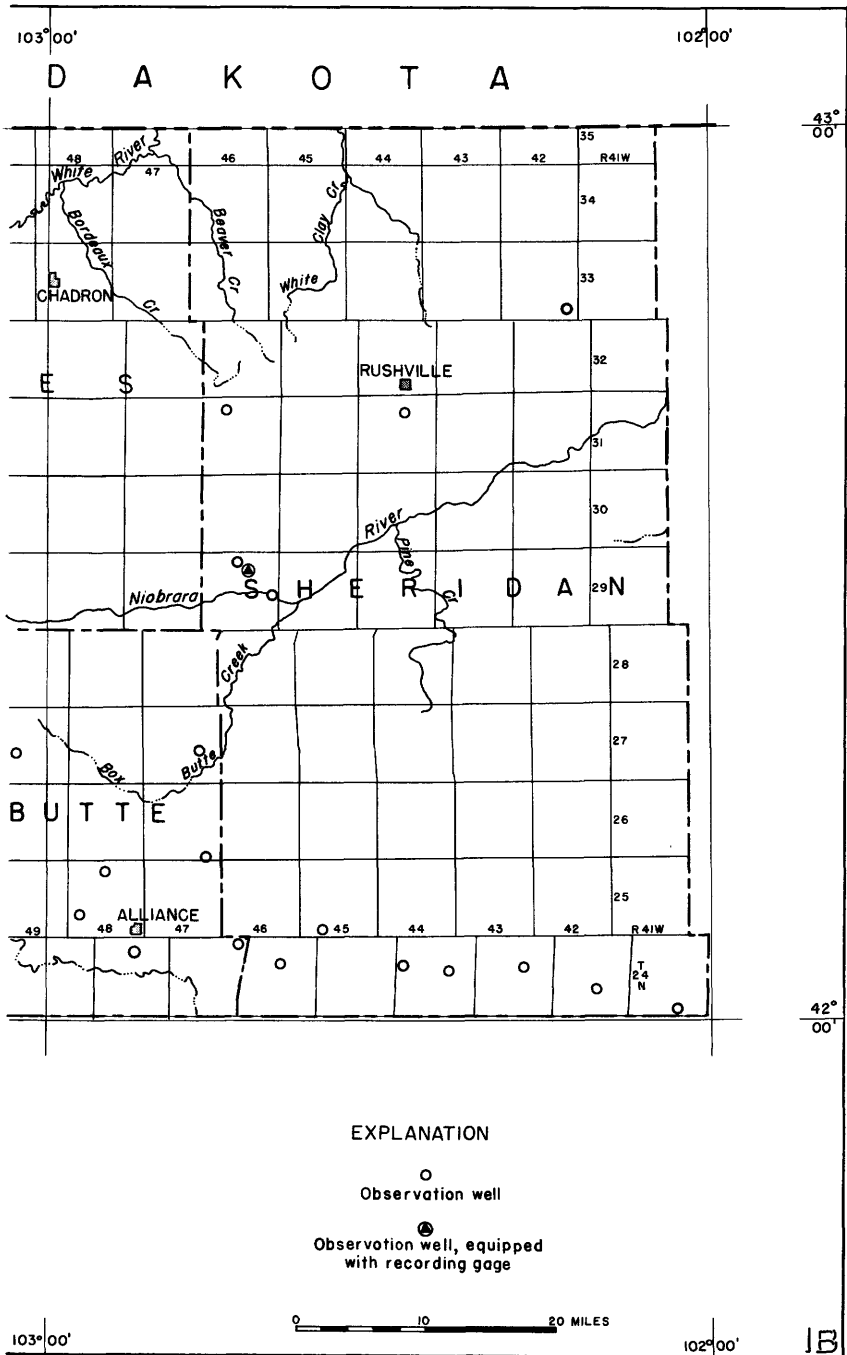 103°00' 102°00'
D A K O T A
43°
00'
35
48 River 46 45 44 43 42 R41W
White 47
34
Bordeaux Beaver Clay Cr
33
White
CHADRON
Cr Cr
32
RUSHVILLE
E S
31
30
River
Pine
S H E R I D A N
29
Niobrara
Cr
28
Creek
27
Box Butte
B U T T E
26
25
ALLIANCE
49 48 47 46 45 44 43 42 R41W
T
24
N
42°
00'
EXPLANATION
Observation well
Observation well, equipped
with recording gage
0 10 20 MILES
103°00' 102°00'
1B